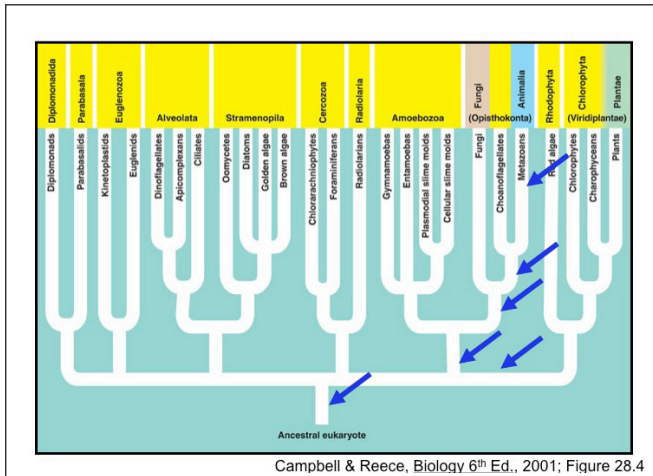 Diplomonadida
Parabasala
Euglenozoa
Alveolata
Stramenopila
Cercozoa
Radiolaria
Amoebozoa
Fungi
(Opisthokonta)
Animalia
Rhodophyta
Chlorophyta
(Viridiplantae)
Plantae
Diplomonads
Parabasalids
Kinetoplastids
Euglenids
Dinoflagellates
Apicomplexans
Ciliates
Oomycetes
Diatoms
Golden algae
Brown algae
Chlorarachniophytes
Foraminiferans
Radiolarians
Gymnamoebas
Entamoebas
Plasmodial slime molds
Cellular slime molds
Fungi
Choanoflagellates
Metazoans
Red algae
Chlorophytes
Charophyceans
Plants
Ancestral eukaryote
Campbell & Reece, Biology 6th Ed., 2001; Figure 28.4